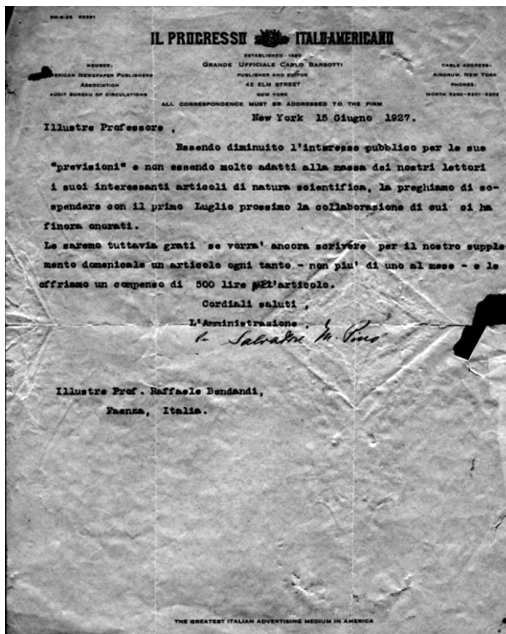 IL PROGRESSO ITALO-AMERICANO
ESTABLISHED - 1880
GRANDE UFFICIALE CARLO BARSOTTI
PUBLISHER AND EDITOR
42 ELM STREET
NEW YORK
MEMBER:
AMERICAN NEWSPAPER PUBLISHERS
ASSOCIATION
AUDIT BUREAU OF CIRCULATIONS
CABLE ADDRESS-
NEW YORK
PHONES:
ALL CORRESPONDENCE MUST BE ADDRESSED TO THE FIRM
New York 15 Giugno 1927.
Illustre Professore ,
Essendo diminuito l'interesse pubblico per le sue
"previsioni" e non essendo molto adatti alla massa dei nostri lettori
i suoi interessanti articoli di natura scientifica, la preghiamo di so-
spendere con il primo Luglio prossimo la collaborazione di cui ci ha
finora onorati.
Le saremo tuttavia grati se vorra' ancora scrivere per il nostro supple
mento domenicale un articolo ogni tanto - non piu' di uno al mese - e le
offriamo un compenso di 500 lire all'articolo.
Cordiali saluti ,
L'Amministrazione.
Salvatore M. Pino
Illustre Prof. Raffaele Bendandi,
Faenza, Italia.
THE GREATEST ITALIAN ADVERTISING MEDIUM IN AMERICA